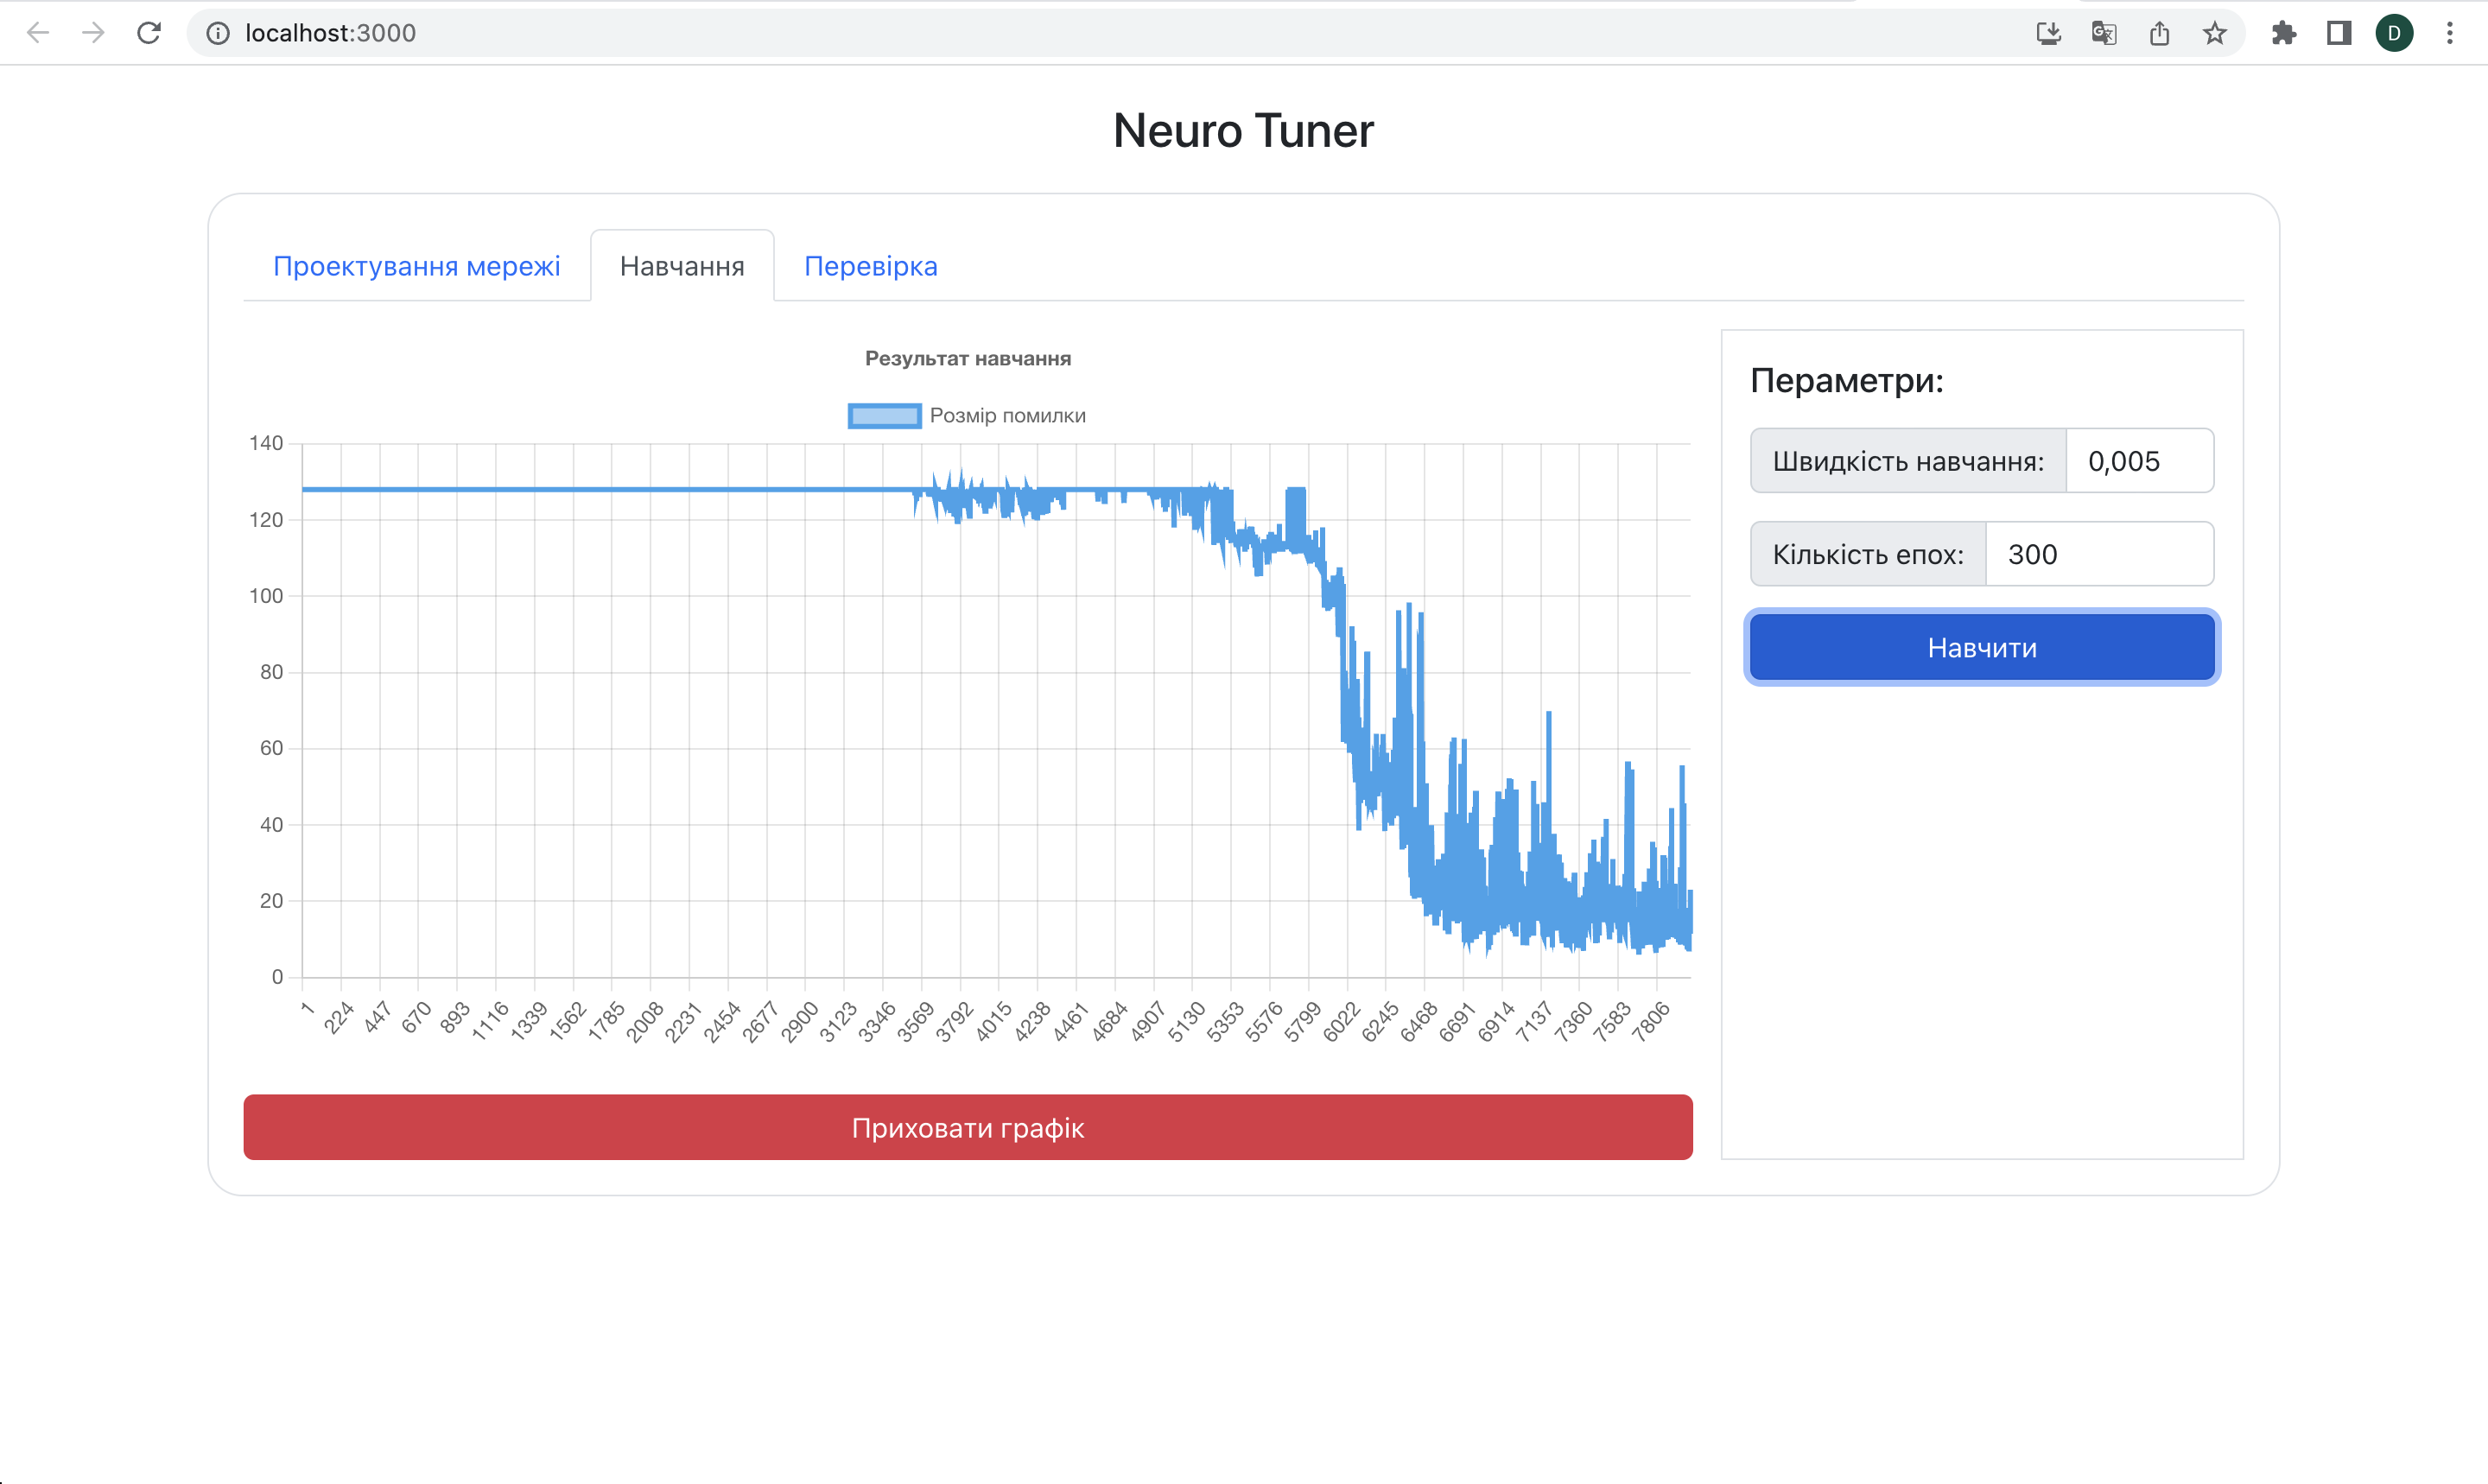 localhost:3000
D
Neuro Tuner
Проектування мережі
Навчання
Перевірка
Результат навчання
Розмір помилки
140
120
100
80
60
40
20
0
1 224 447 670 893 1116 1339 1562 1785 2008 2231 2454 2677 2900 3123 3346 3569 3792 4015 4238 4461 4684 4907 5130 5353 5576 5799 6022 6245 6468 6691 6914 7137 7360 7583 7806
Приховати графік
Пераметри:
Швидкість навчання: 0,005
Кількість епох: 300
Навчити